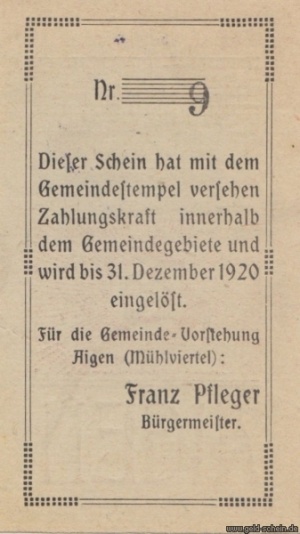 Nr. 9
Dieſer Schein hat mit dem
Gemeindeſtempel verſehen
Zahlungskraft innerhalb
dem Gemeindegebiete und
wird bis 31. Dezember 1920
eingelöſt.
Für die Gemeinde-Vorſtehung
Aigen (Mühlviertel):
Franz Pfleger
Bürgermeiſter.
www.geld-schein.de